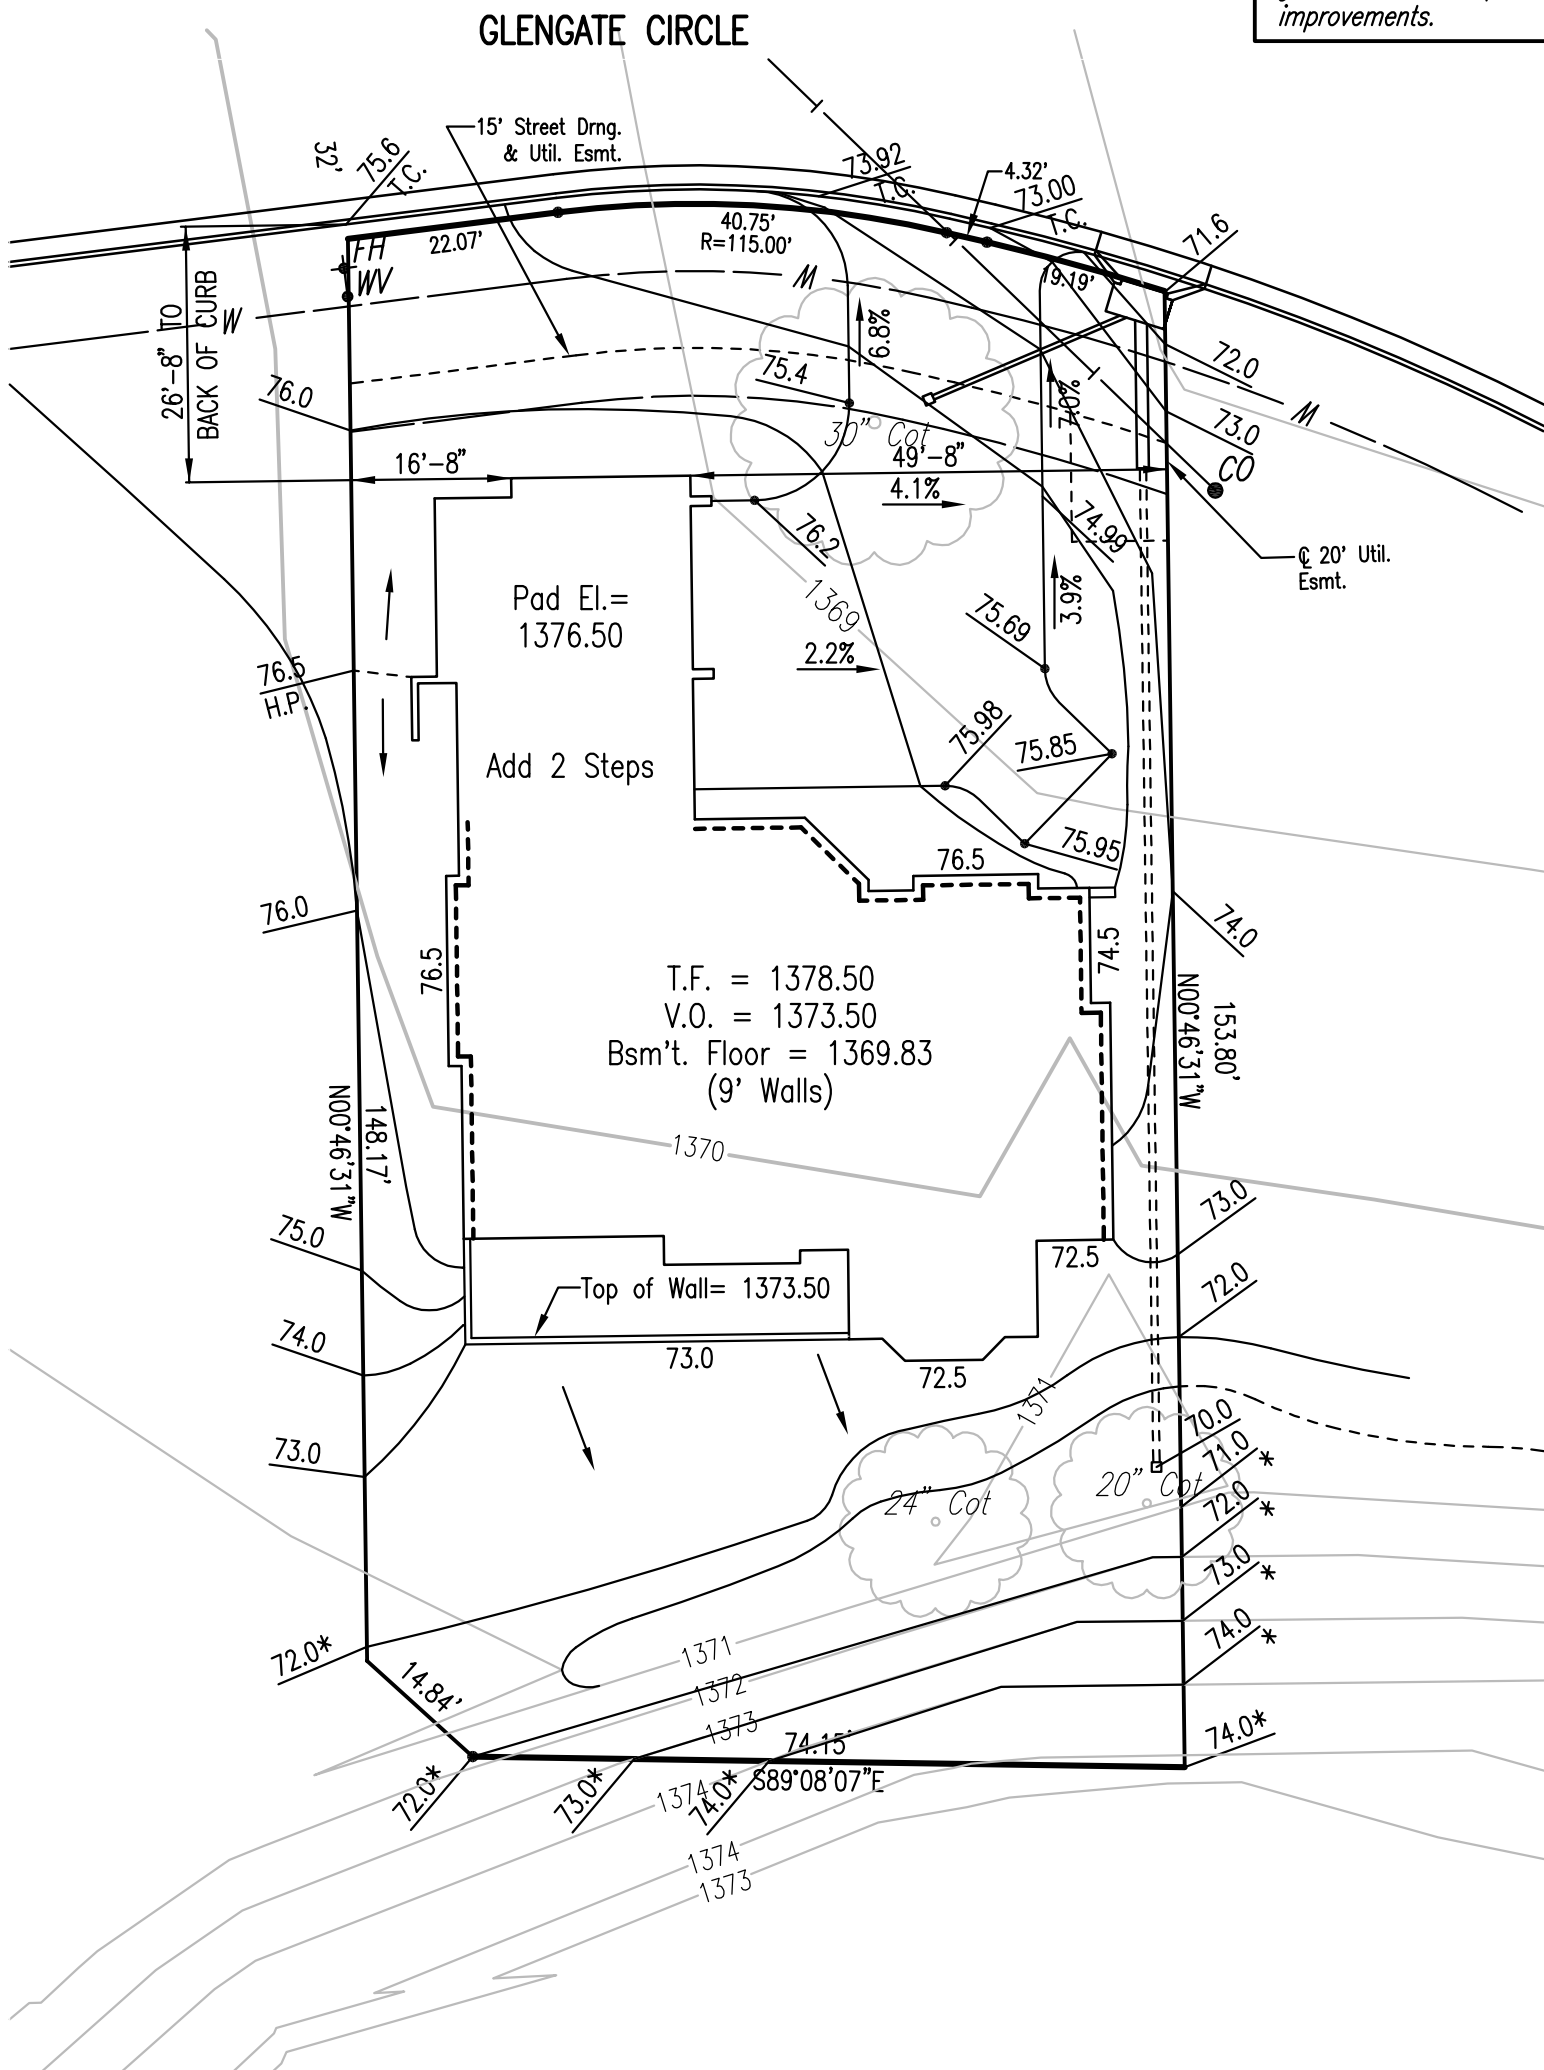 improvements.
GLENGATE CIRCLE
15' Street Drng.
& Util. Esmt.
32'
75.6
T.C.
73.92
T.C.
4.32'
73.00
T.C.
71.6
FH
WV
22.07'
40.75'
R=115.00'
19.19'
W
W
W
26'-8" TO
BACK OF CURB
76.0
75.4
6.8%
7.0%
72.0
73.0
CO
30" Cot
16'-8"
49'-8"
4.1%
76.2
74.99
℄ 20' Util.
Esmt.
Pad El.=
1376.50
1369
75.69
3.9%
76.5
H.P.
2.2%
75.98
75.85
Add 2 Steps
75.95
76.5
76.0
74.0
76.5
74.5
T.F. = 1378.50
V.O. = 1373.50
Bsm't. Floor = 1369.83
(9' Walls)
N00°46'31"W
153.80'
N00°46'31"W
148.17'
1370
73.0
75.0
72.5
72.0
Top of Wall= 1373.50
74.0
73.0
72.5
1371
73.0
70.0
71.0*
24" Cot
20" Cot
72.0*
73.0*
74.0*
72.0*
1371
14.84'
1372
1373
74.15'
74.0*
S89°08'07"E
72.0*
73.0*
1374
74.0*
1374
1373